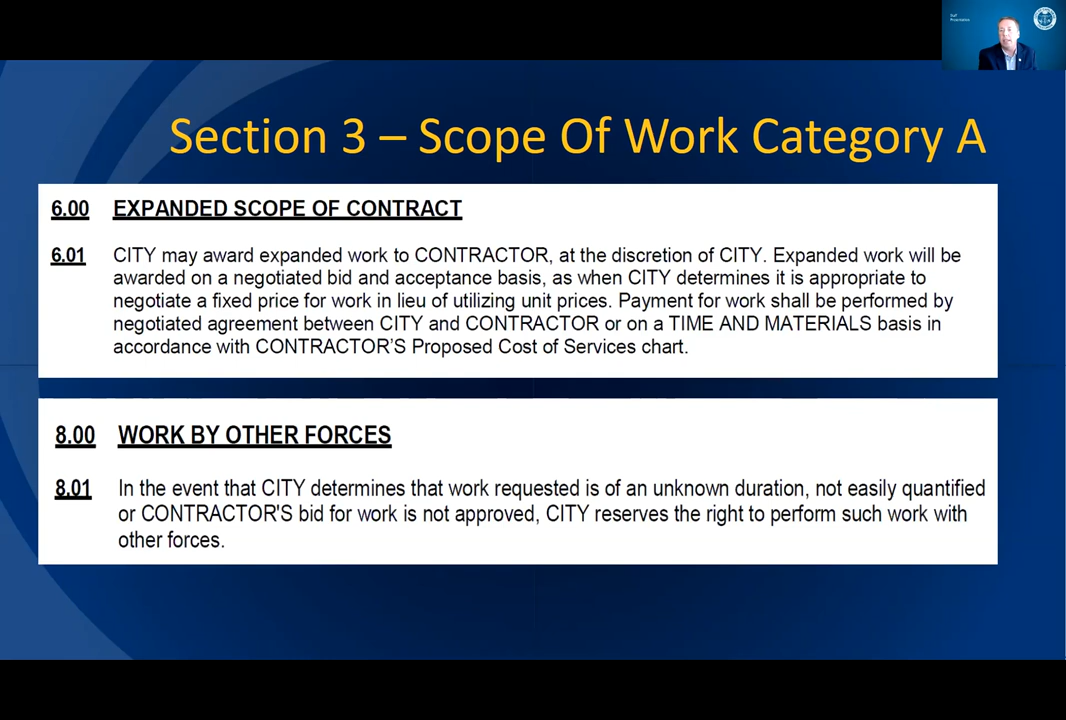 Staff
Presentation
Section 3 – Scope Of Work Category A
6.00 EXPANDED SCOPE OF CONTRACT
6.01 CITY may award expanded work to CONTRACTOR, at the discretion of CITY. Expanded work will be
awarded on a negotiated bid and acceptance basis, as when CITY determines it is appropriate to
negotiate a fixed price for work in lieu of utilizing unit prices. Payment for work shall be performed by
negotiated agreement between CITY and CONTRACTOR or on a TIME AND MATERIALS basis in
accordance with CONTRACTOR'S Proposed Cost of Services chart.
8.00 WORK BY OTHER FORCES
8.01 In the event that CITY determines that work requested is of an unknown duration, not easily quantified
or CONTRACTOR'S bid for work is not approved, CITY reserves the right to perform such work with
other forces.